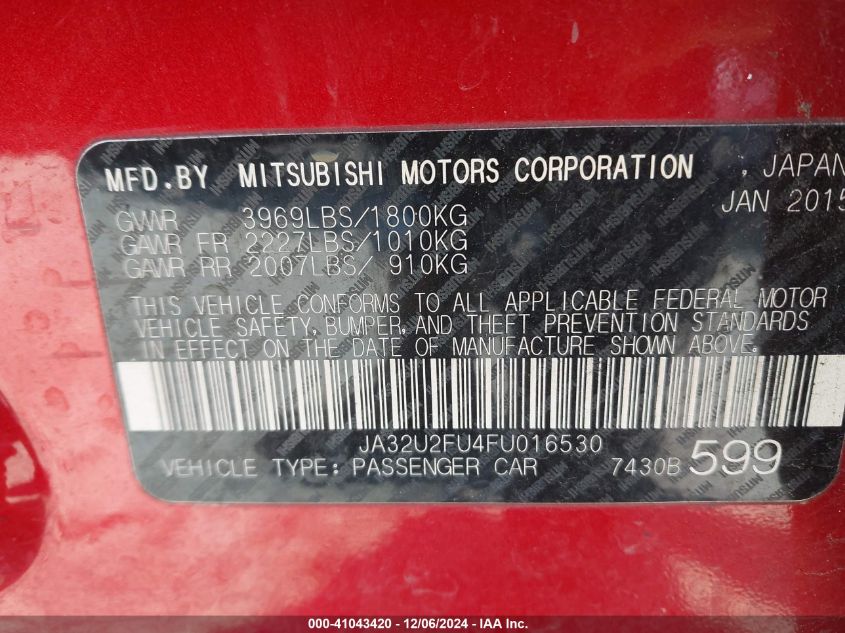 MFD.BY MITSUBISHI MOTORS CORPORATION , JAPAN
JAN 2015
GVWR 3969LBS/1800KG
GAWR FR 2227LBS/1010KG
GAWR RR 2007LBS/ 910KG
THIS VEHICLE CONFORMS TO ALL APPLICABLE FEDERAL MOTOR
VEHICLE SAFETY, BUMPER, AND THEFT PREVENTION STANDARDS
IN EFFECT ON THE DATE OF MANUFACTURE SHOWN ABOVE.
JA32U2FU4FU016530
VEHICLE TYPE: PASSENGER CAR 7430B 599
000-41043420 - 12/06/2024 - IAA Inc.